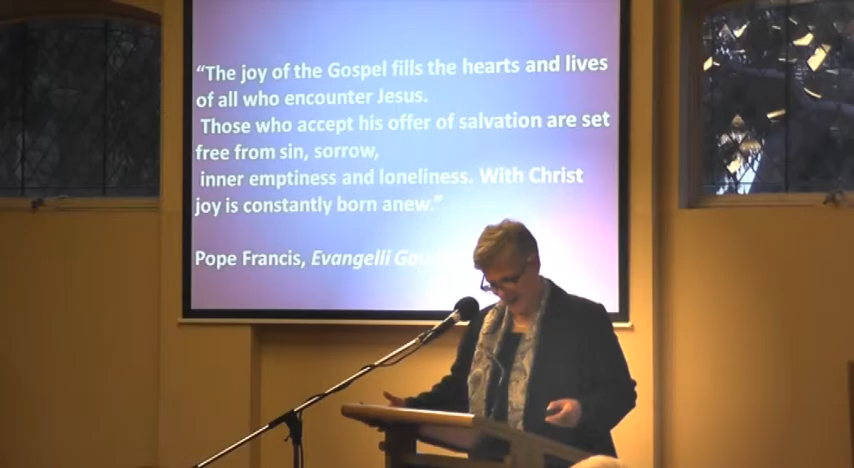 “The joy of the Gospel fills the hearts and lives
of all who encounter Jesus.
Those who accept his offer of salvation are set
free from sin, sorrow,
inner emptiness and loneliness. With Christ
joy is constantly born anew.”
Pope Francis, Evangelii